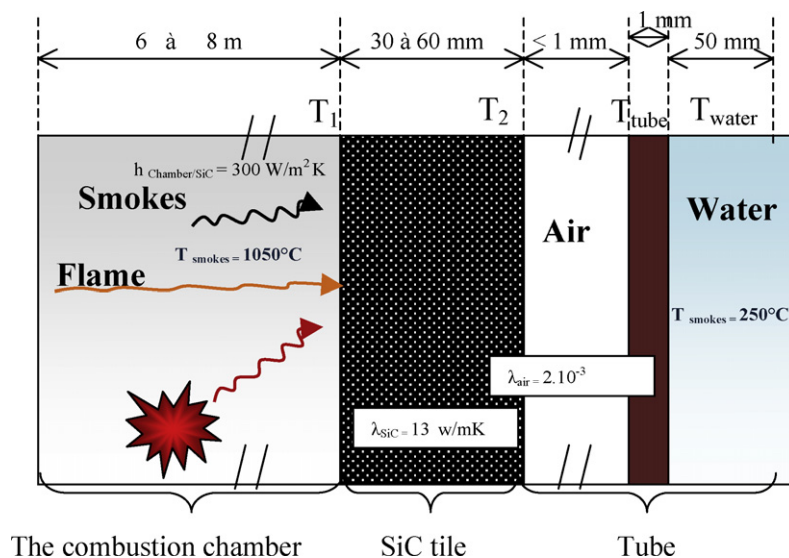 1 mm
6 à 8 m
30 à 60 mm
< 1 mm
50 mm
T1
T2
Ttube
Twater
h Chamber/SiC = 300 W/m2 K
Smokes
T smokes = 1050°C
Flame
Air
Water
T smokes = 250°C
λair = 2.10-3
λSiC = 13 w/mK
The combustion chamber
SiC tile
Tube